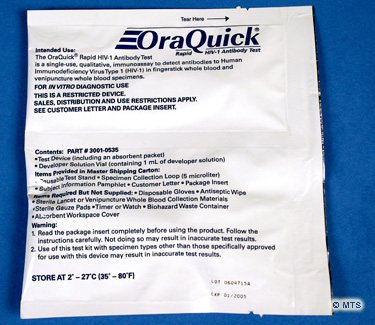 Tear Here
OraQuick®
Rapid HIV-1 Antibody Test
Intended Use:
The OraQuick® Rapid HIV-1 Antibody Test
is a single-use, qualitative, immunoassay to detect antibodies to Human
Immunodeficiency Virus Type 1 (HIV-1) in fingerstick whole blood and
venipuncture whole blood specimens.
FOR IN VITRO DIAGNOSTIC USE
THIS IS A RESTRICTED DEVICE.
SALES, DISTRIBUTION AND USE RESTRICTIONS APPLY.
SEE CUSTOMER LETTER AND PACKAGE INSERT.
Contents: PART # 3001-0535
•Test Device (including an absorbent packet)
•Developer Solution Vial (containing 1 mL of developer solution)
Items Provided in Master Shipping Carton:
•Reusable Test Stand •Specimen Collection Loop (5 microliter)
•Subject Information Pamphlet •Customer Letter •Package Insert
Items Required But Not Supplied: •Disposable Gloves •Antiseptic Wipe
•Sterile Lancet or Venipuncture Whole Blood Collection Materials
•Sterile Gauze Pads •Timer or Watch •Biohazard Waste Container
•Absorbent Workspace Cover
Warning:
1. Read the package insert completely before using the product. Follow the
instructions carefully. Not doing so may result in inaccurate test results.
2. Use of this test kit with specimen types other than those specifically approved
for use with this device may result in inaccurate test results.
STORE AT 2° - 27°C (35° - 80°F)
LOT 06047154
EXP 01/2005
© MTS